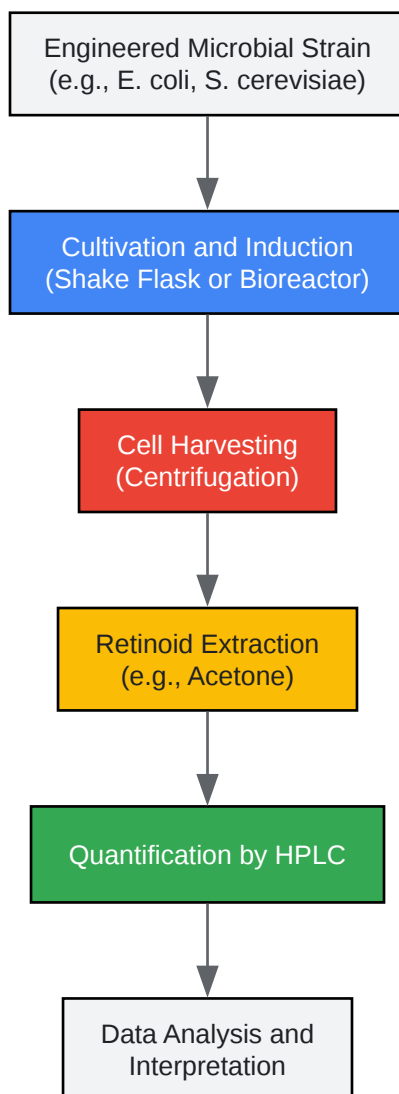 Engineered Microbial Strain
(e.g., E. coli, S. cerevisiae)
Cultivation and Induction
(Shake Flask or Bioreactor)
Cell Harvesting
(Centrifugation)
Retinoid Extraction
(e.g., Acetone)
Quantification by HPLC
Data Analysis and
Interpretation